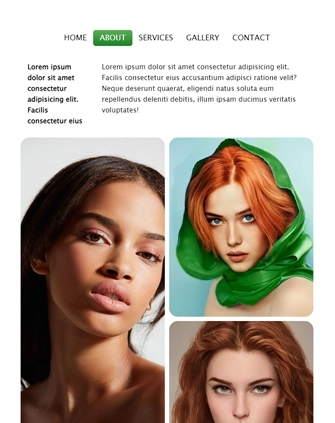 HOME ABOUT SERVICES GALLERY CONTACT
Lorem ipsum
dolor sit amet
consectetur
adipisicing elit.
Facilis
consectetur eius
Lorem ipsum dolor sit amet consectetur adipisicing elit.
Facilis consectetur eius accusantium adipisci ratione velit?
Neque deserunt quaerat, eligendi natus soluta eum
repellendus deleniti debitis, illum ipsam ducimus veritatis
voluptates!